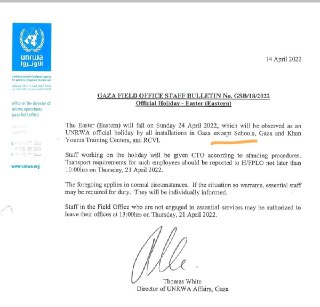 unrwa
الأونروا
14 April 2022
GAZA FIELD OFFICE STAFF BULLETIN No. GSB/18/2022
Official Holiday - Easter (Eastern)
office of the director of
unrwa operations
gaza field office
The Easter (Eastern) will fall on Sunday 24 April 2022, which will be observed as an
UNRWA official holiday by all installations in Gaza except Schools, Gaza and Khan
Younis Training Centers, and RCVI.
Staff working on the holiday will be given CTO according to standing procedures.
Transport requirements for such employees should be reported to not later than
10:00hrs on Thursday, 23 April 2022.
The foregoing applies in normal circumstances. If the situation so warrants, essential staff
may be required for duty. They will be individually informed.
Staff in the Field Office who are not engaged in essential services may be authorized to
leave their offices at 13:00hrs on Thursday, 21 April 2022.
www.unrwa.org
Thomas White
Director of UNRWA Affairs, Gaza